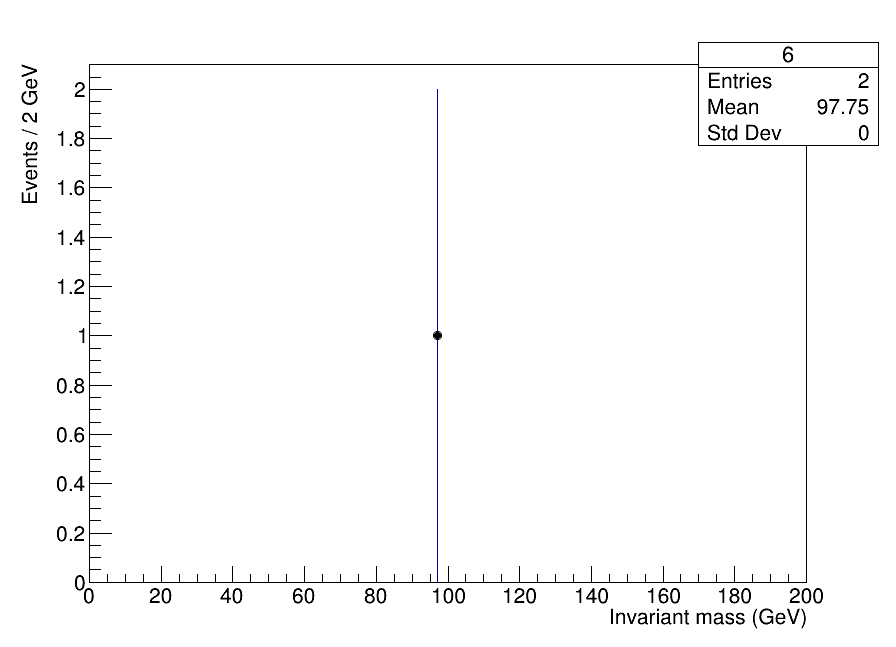 6
Entries 2
Mean 97.75
Std Dev 0
Events / 2 GeV
2
1.8
1.6
1.4
1.2
1
0.8
0.6
0.4
0.2
0
0 20 40 60 80 100 120 140 160 180 200
Invariant mass (GeV)